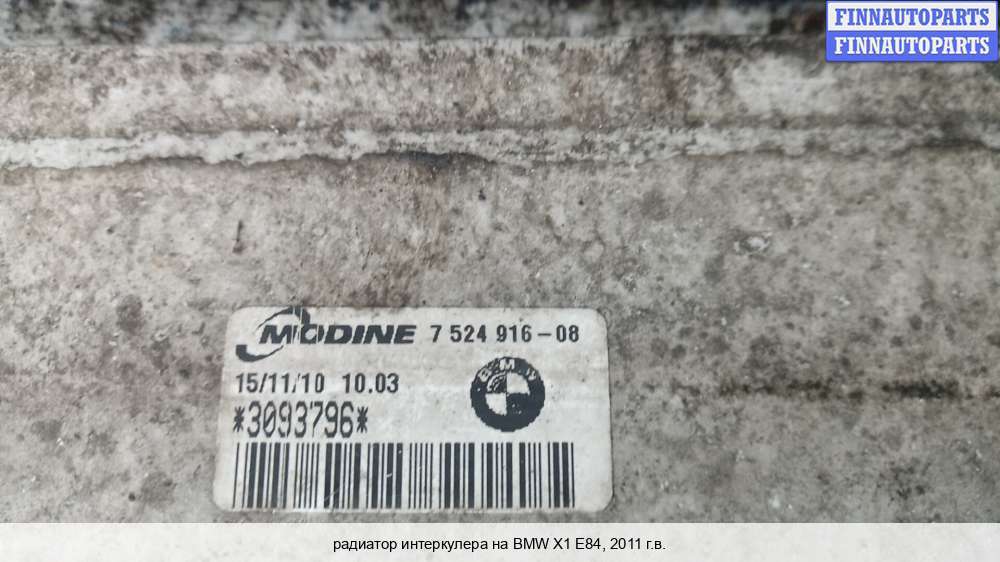 FINNAUTOPARTS
FINNAUTOPARTS
MODINE 7 524 916-08
15/11/10 10.03
BMW
*3093796*
радиатор интеркулера на BMW X1 E84, 2011 г.в.